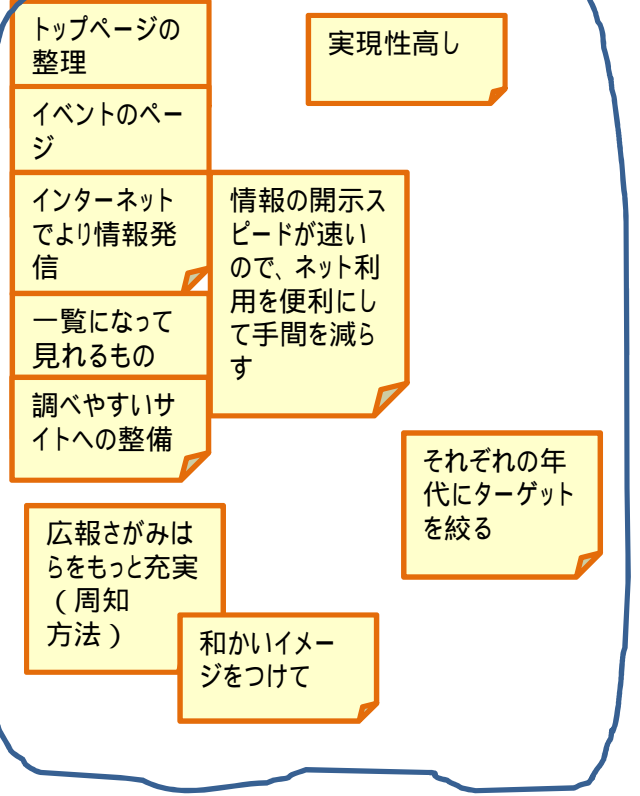 トップページの
整理
実現性高し
イベントのペー
ジ
インターネット
でより情報発
信
情報の開示ス
ピードが速い
ので、ネット利
用を便利にし
て手間を減ら
す
一覧になって
見れるもの
調べやすいサ
イトへの整備
それぞれの年
代にターゲット
を絞る
広報さがみは
らをもっと充実
(周知
方法)
和かいイメー
ジをつけて